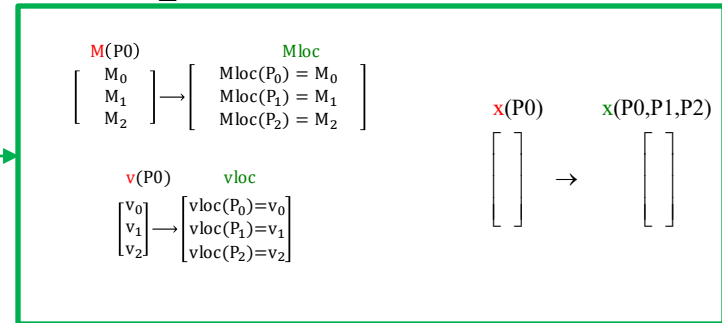 M(P0) Mloc
M₀ Mloc(P₀) = M₀
M₁ → Mloc(P₁) = M₁
M₂ Mloc(P₂) = M₂
x(P0) x(P0,P1,P2)
→
v(P0) vloc
v₀ vloc(P₀)=v₀
v₁ → vloc(P₁)=v₁
v₂ vloc(P₂)=v₂